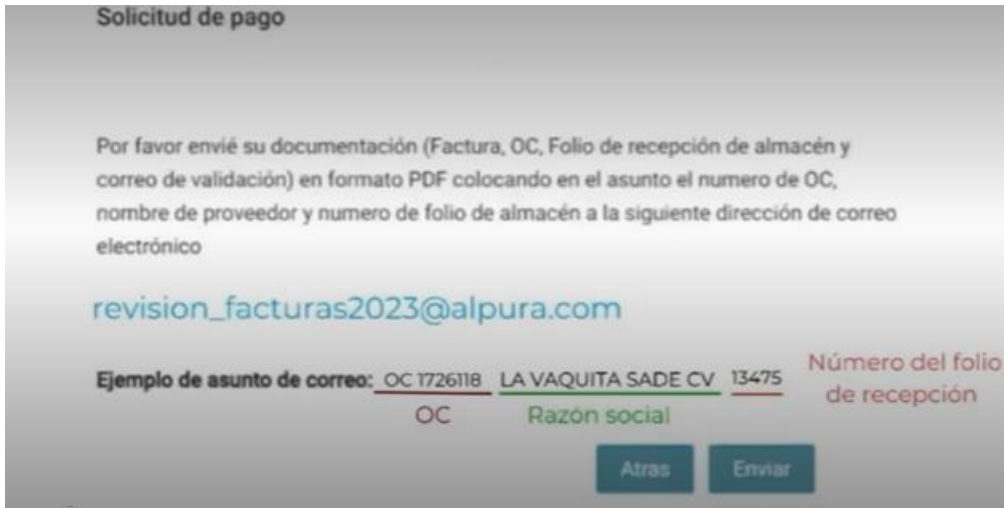 Solicitud de pago
Por favor envié su documentación (Factura, OC, Folio de recepción de almacén y
correo de validación) en formato PDF colocando en el asunto el numero de OC,
nombre de proveedor y numero de folio de almacén a la siguiente dirección de correo
electrónico
revision_facturas2023@alpura.com
Ejemplo de asunto de correo: OC 1726118 LA VAQUITA SADE CV 13475
Número del folio
de recepción
OC Razón social
Atras Enviar